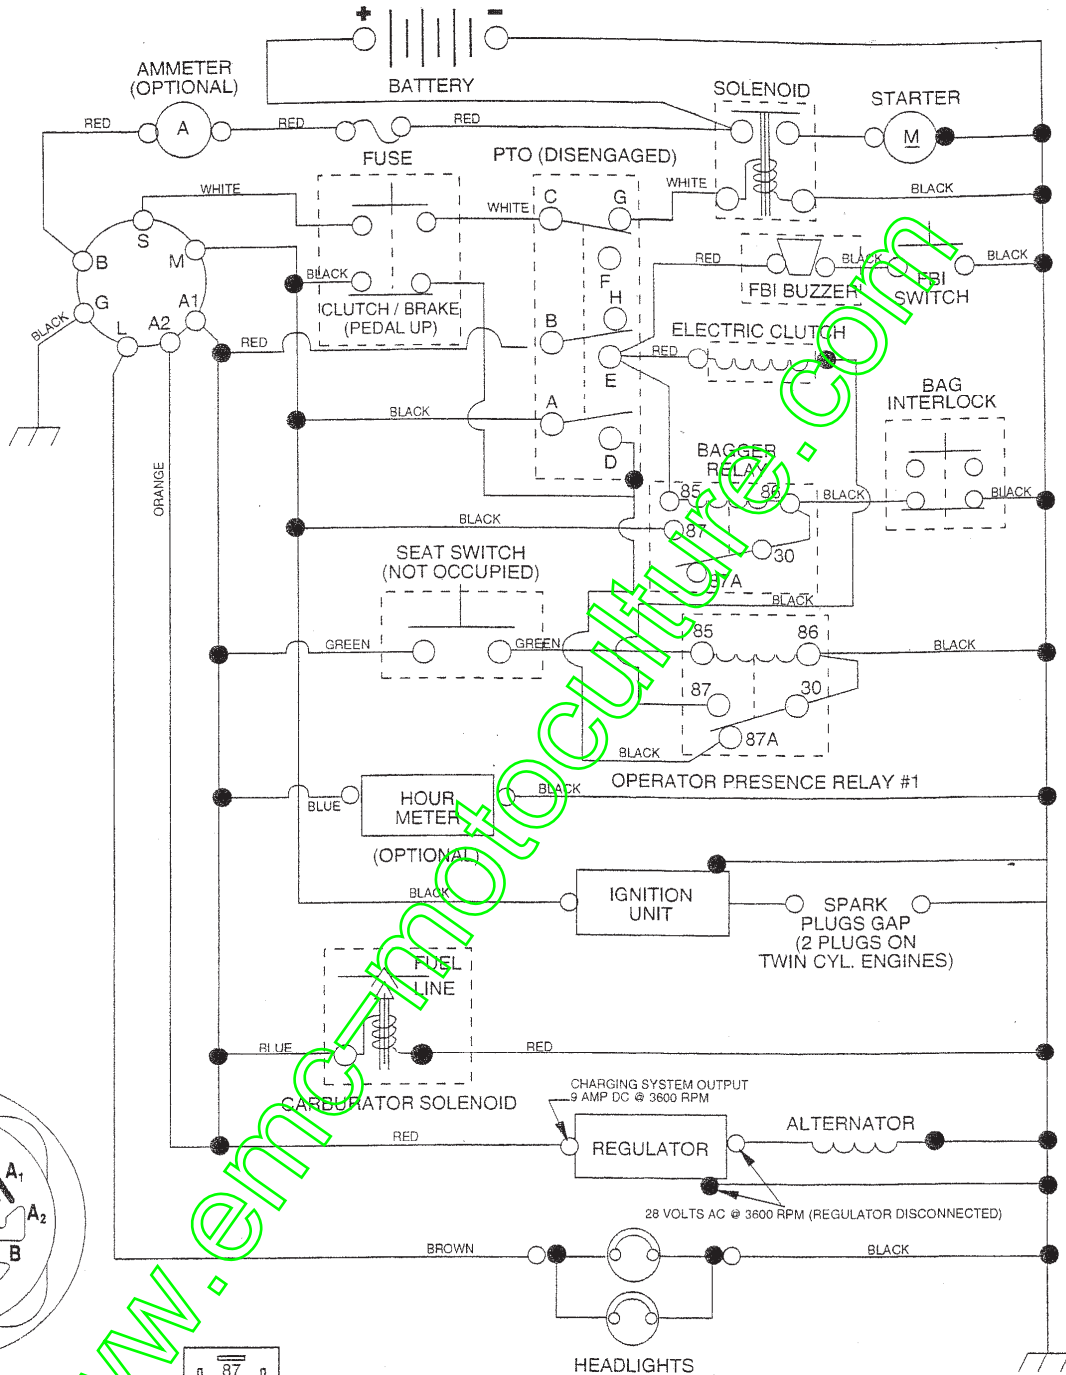 + −
BATTERY
AMMETER
(OPTIONAL)
A
RED
RED
RED
FUSE
SOLENOID
STARTER
M
PTO (DISENGAGED)
WHITE
WHITE
WHITE
BLACK
S
B
M
G
L
A2
A1
BLACK
BLACK
CLUTCH / BRAKE
(PEDAL UP)
C
G
F
H
B
E
A
D
RED
BLACK
BLACK
FBI BUZZER
FBI
SWITCH
RED
ELECTRIC CLUTCH
RED
BAG
INTERLOCK
BLACK
ORANGE
BAGGER
RELAY
85
86
BLACK
BLACK
87
30
87A
BLACK
BLACK
SEAT SWITCH
(NOT OCCUPIED)
GREEN
GREEN
85
86
BLACK
87
30
87A
BLACK
OPERATOR PRESENCE RELAY #1
BLUE
HOUR
METER
BLACK
(OPTIONAL)
BLACK
IGNITION
UNIT
SPARK
PLUGS GAP
(2 PLUGS ON
TWIN CYL. ENGINES)
FUEL
LINE
BLUE
RED
CARBURATOR SOLENOID
CHARGING SYSTEM OUTPUT
9 AMP DC @ 3600 RPM
RED
REGULATOR
ALTERNATOR
28 VOLTS AC @ 3600 RPM (REGULATOR DISCONNECTED)
A1
A2
B
BROWN
BLACK
HEADLIGHTS
87
www.emc-motoculture.com